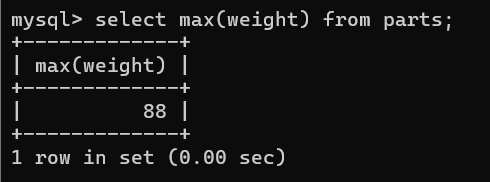 mysql> select max(weight) from parts;
+-------------+
| max(weight) |
+-------------+
|          88 |
+-------------+
1 row in set (0.00 sec)